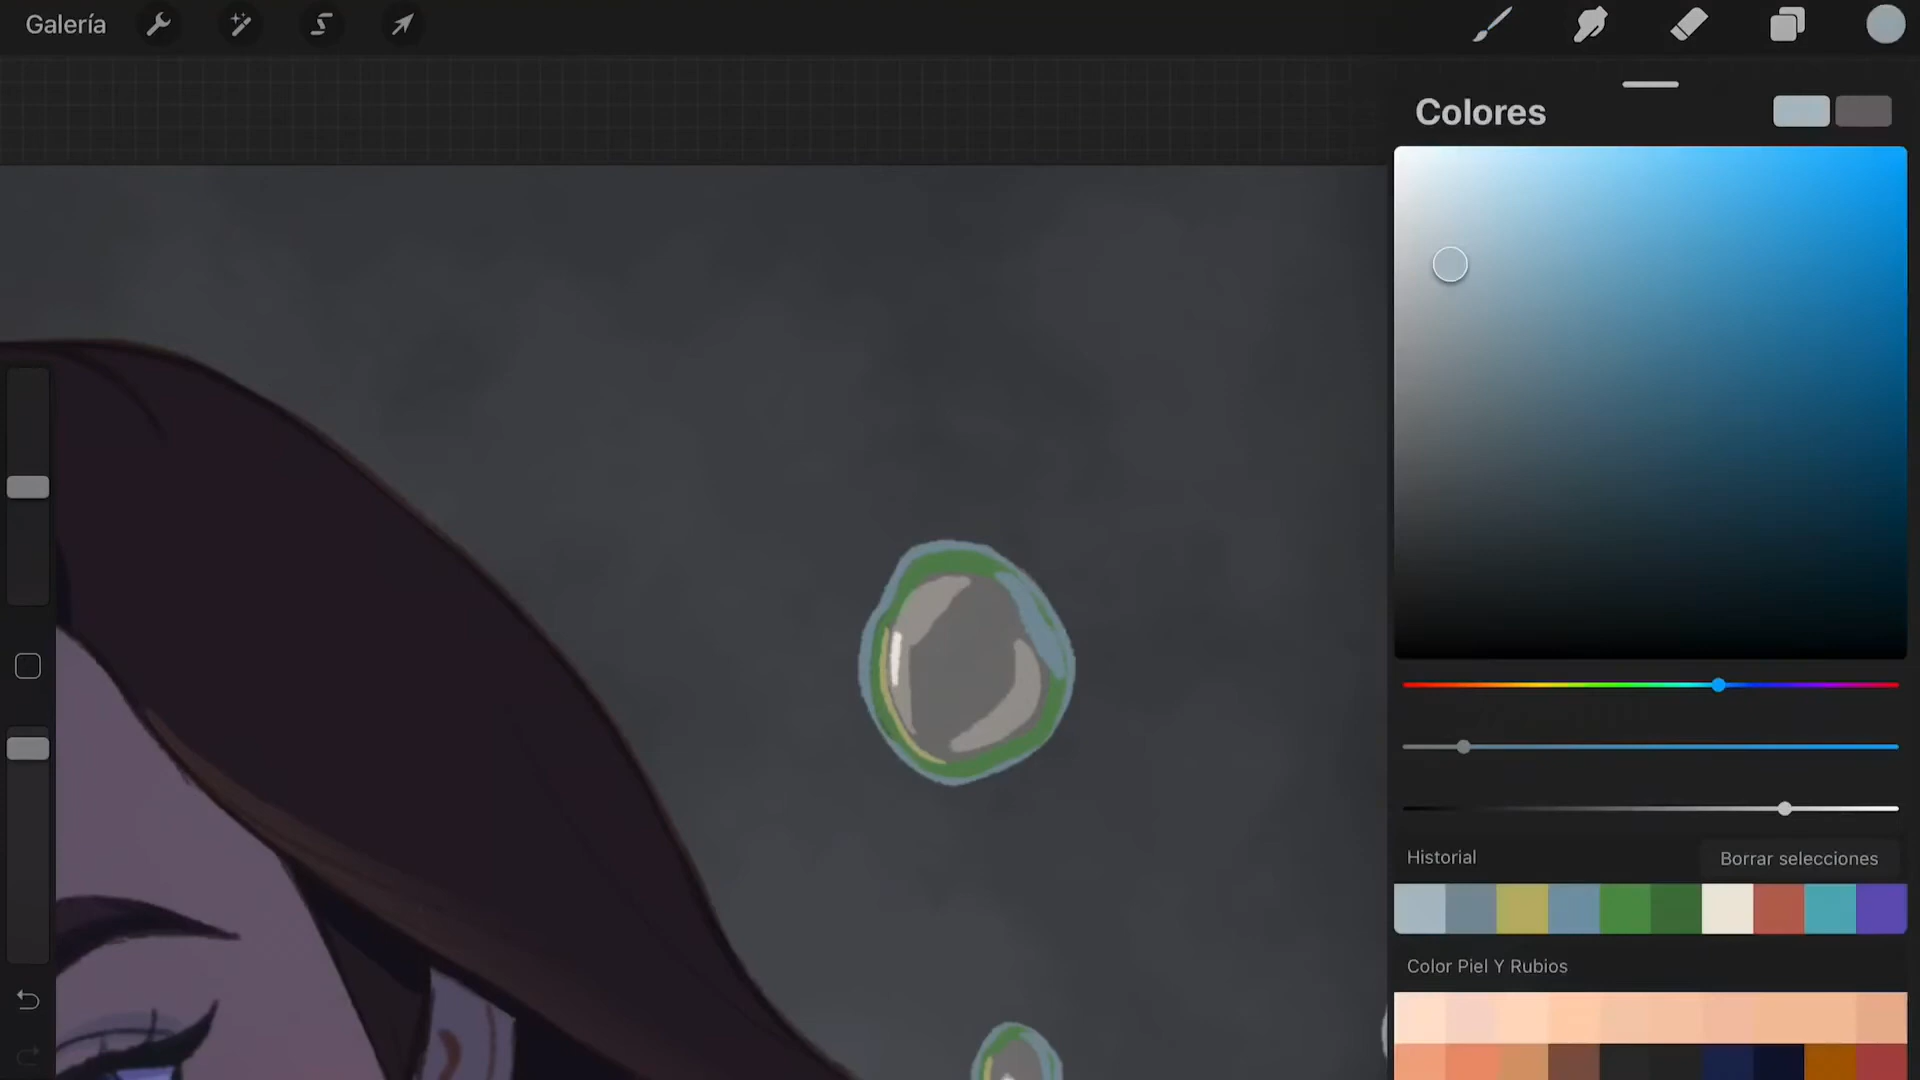 Galería
Colores
Historial
Borrar selecciones
Color Piel Y Rubios